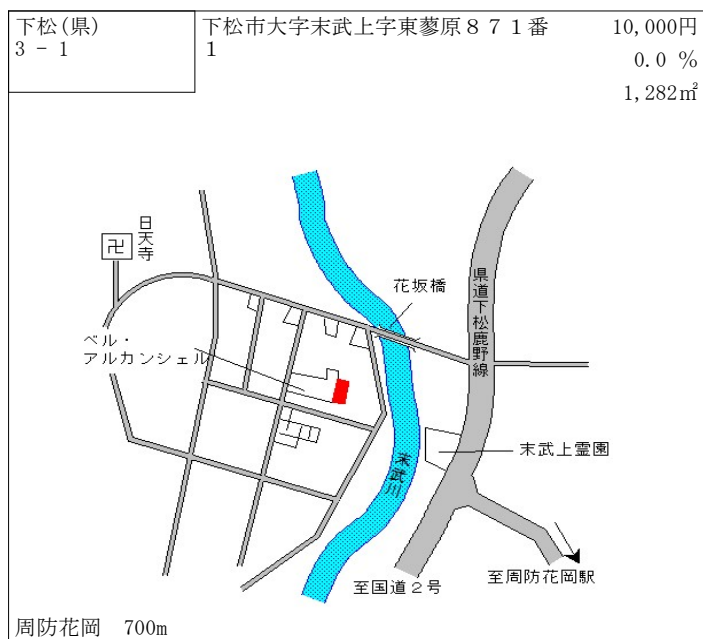 下松(県)
3 - 1
下松市大字末武上字東蓼原８７１番
１
10,000円
0.0 %
1,282㎡
日天寺
卍
花坂橋
県道下松鹿野線
ベル・
アルカンシェル
末武上霊園
末武川
至国道２号
至周防花岡駅
周防花岡　700m